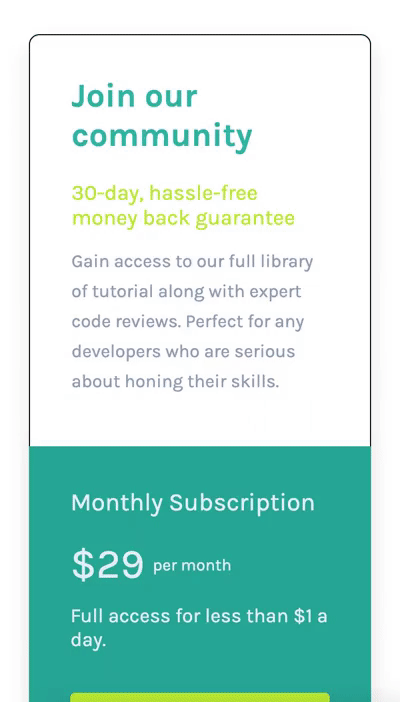 Join our
community
30-day, hassle-free
money back guarantee
Gain access to our full library
of tutorial along with expert
code reviews. Perfect for any
developers who are serious
about honing their skills.
Monthly Subscription
$29 per month
Full access for less than $1 a
day.